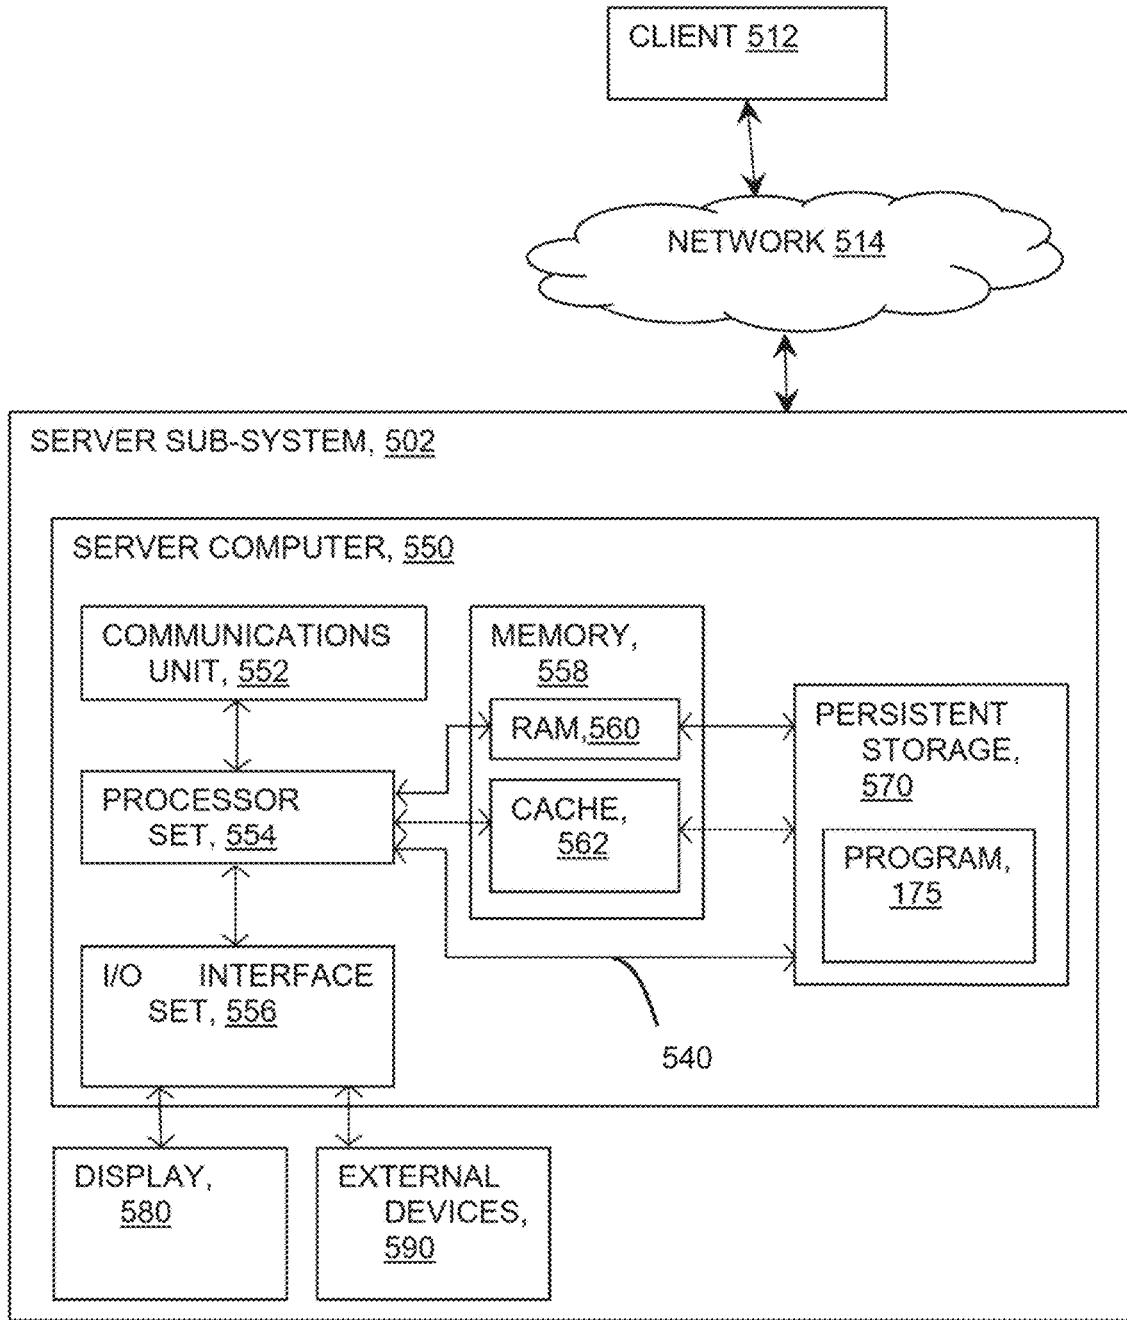 CLIENT 512
NETWORK 514
SERVER SUB-SYSTEM, 502
SERVER COMPUTER, 550
COMMUNICATIONS
UNIT, 552
MEMORY,
558
RAM,560
PERSISTENT
STORAGE,
570
PROCESSOR
SET, 554
CACHE,
562
PROGRAM,
175
I/O INTERFACE
SET, 556
540
DISPLAY,
580
EXTERNAL
DEVICES,
590